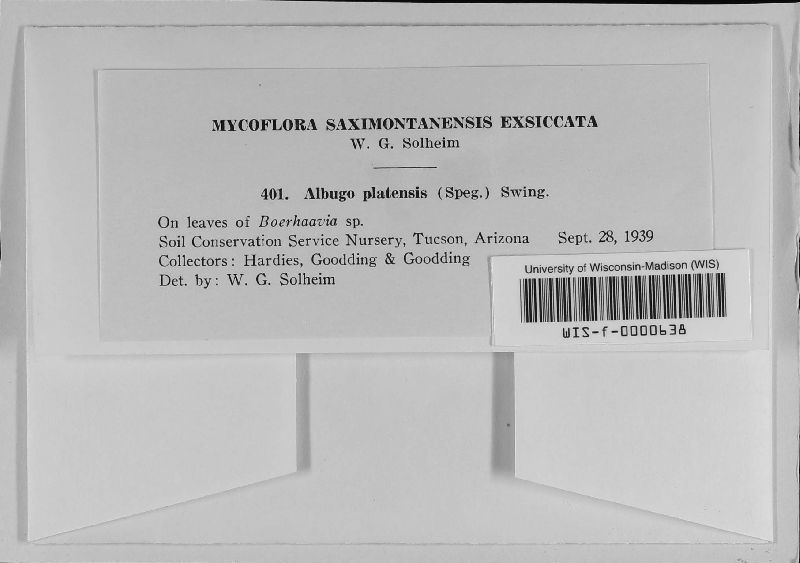 MYCOFLORA SAXIMONTANENSIS EXSICCATA
W. G. Solheim
401. Albugo platensis (Speg.) Swing.
On leaves of Boerhaavia sp.
Soil Conservation Service Nursery, Tucson, Arizona Sept. 28, 1939
Collectors: Hardies, Goodding & Goodding
Det. by: W. G. Solheim
University of Wisconsin-Madison (WIS)
WIS-f-0000638